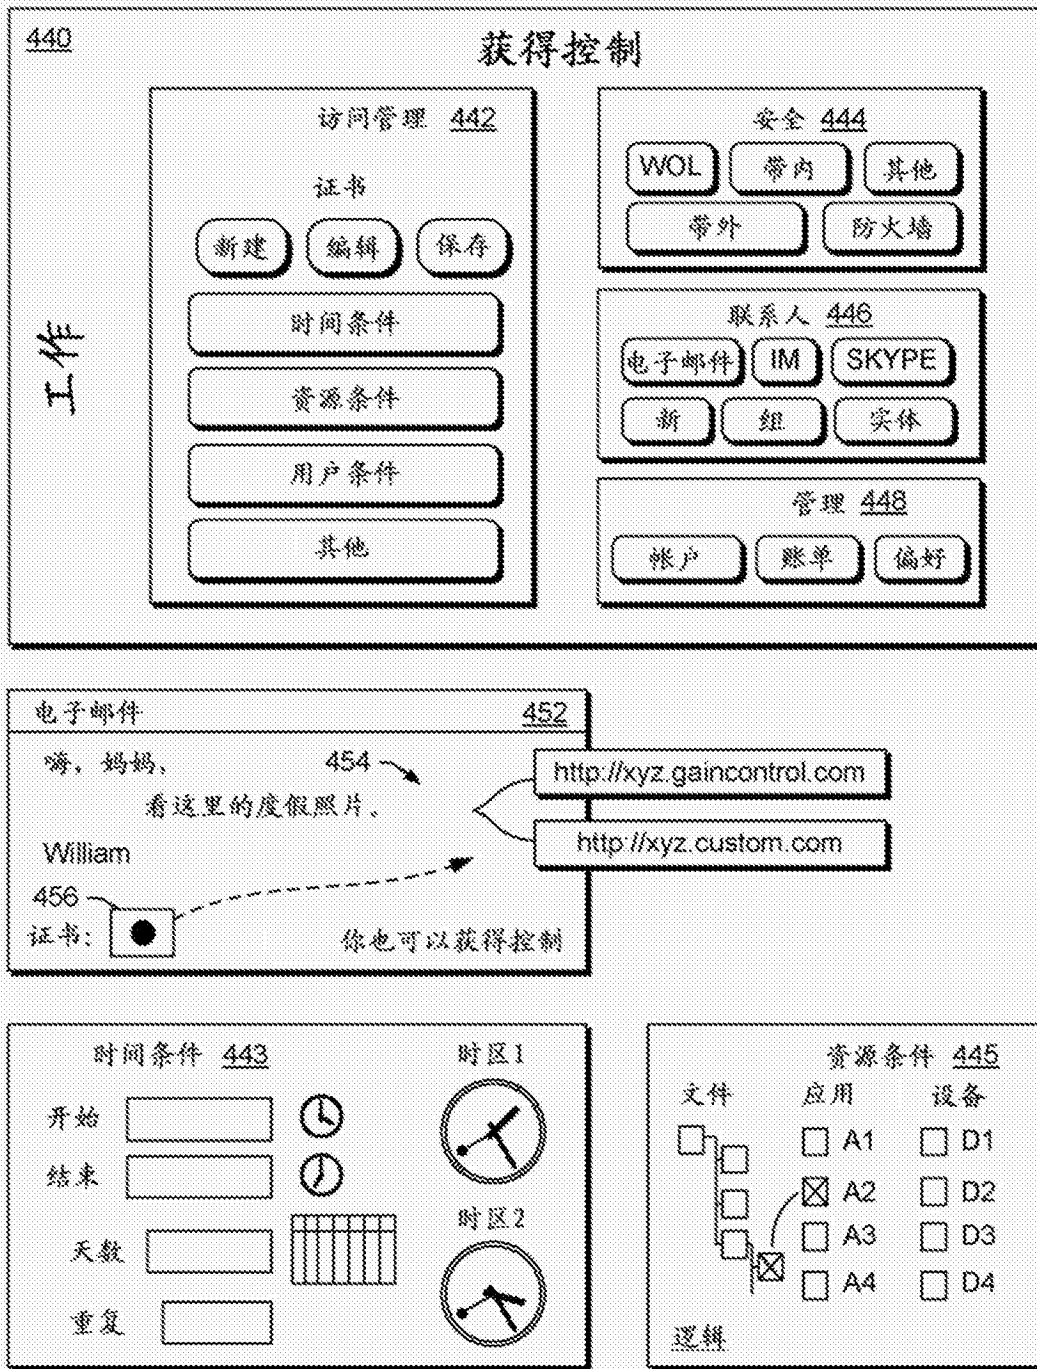 440
获得控制
工作
访问管理 442
证书
新建 编辑 保存
时间条件
资源条件
用户条件
其他
安全 444
WOL 带内 其他
带外 防火墙
联系人 446
电子邮件 IM SKYPE
新 组 实体
管理 448
帐户 账单 偏好
电子邮件 452
嗨，妈妈，
454
看这里的度假照片。
William
456
证书：
你也可以获得控制
http://xyz.gaincontrol.com
http://xyz.custom.com
时间条件 443
开始
结束
天数
重复
时区1
时区2
资源条件 445
文件 应用 设备
A1 D1
A2 D2
A3 D3
A4 D4
逻辑